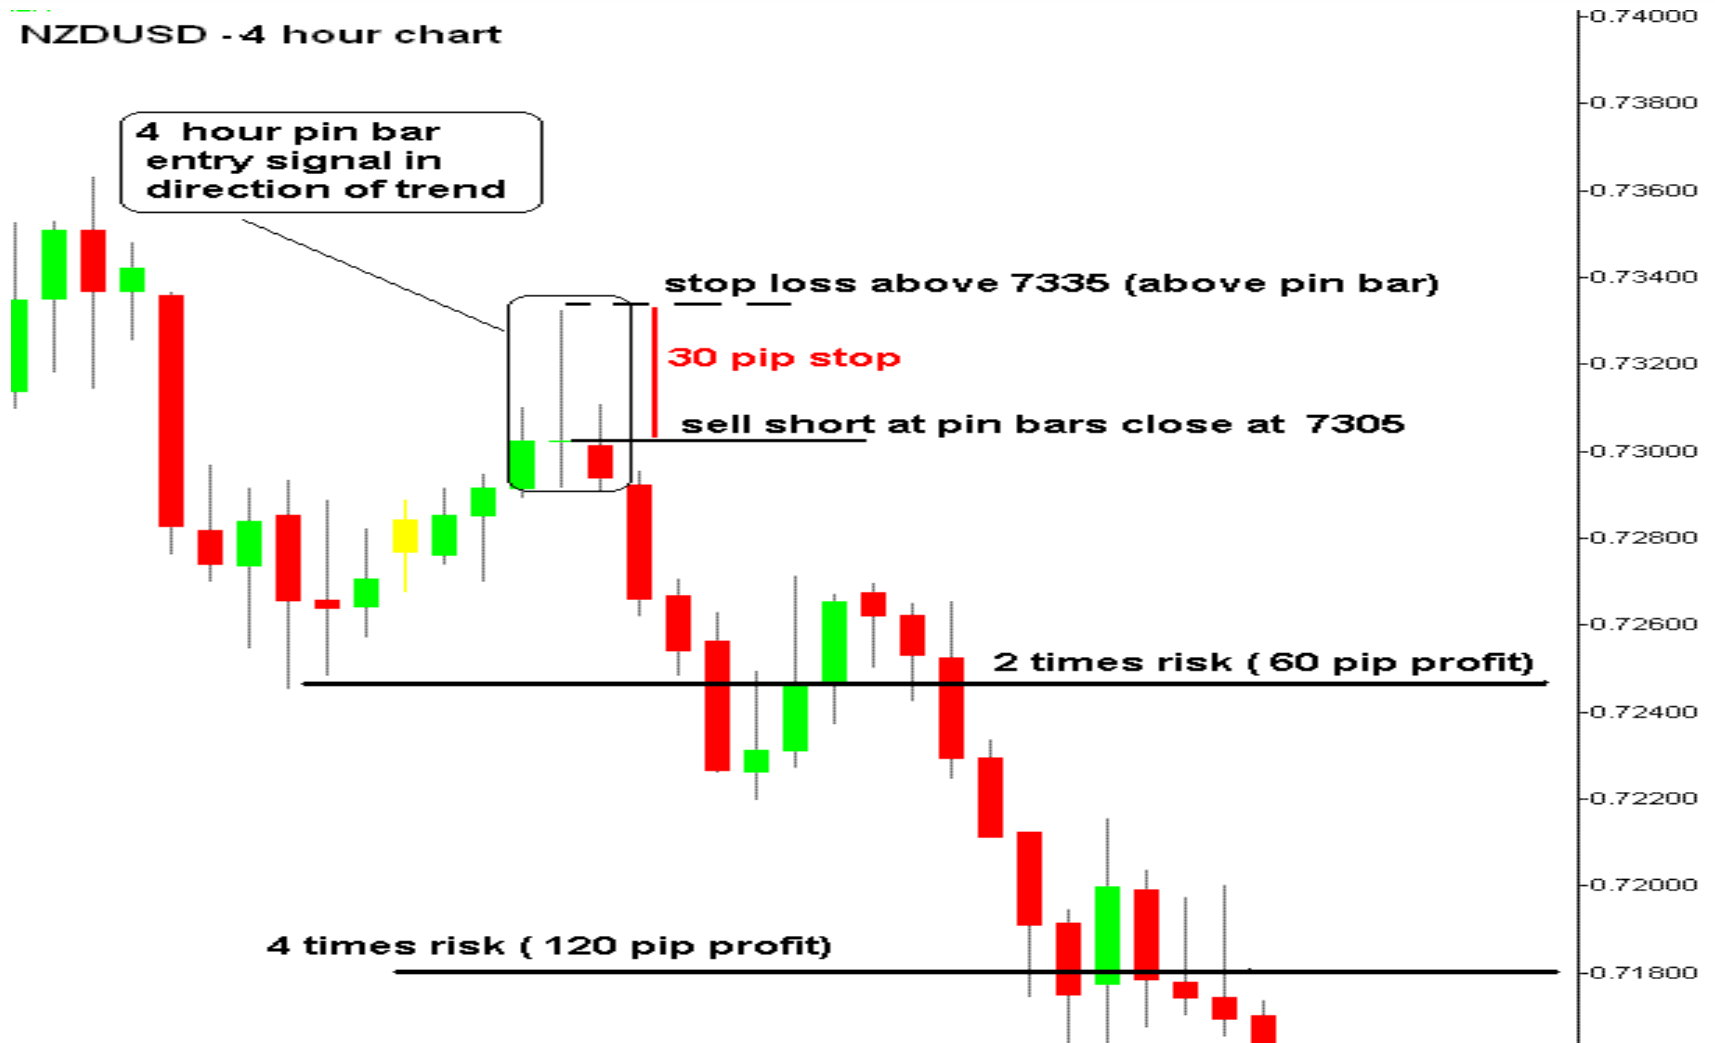 NZDUSD - 4 hour chart
4 hour pin bar
entry signal in
direction of trend
stop loss above 7335 (above pin bar)
30 pip stop
sell short at pin bars close at 7305
2 times risk ( 60 pip profit)
4 times risk ( 120 pip profit)
0.74000
0.73800
0.73600
0.73400
0.73200
0.73000
0.72800
0.72600
0.72400
0.72200
0.72000
0.71800